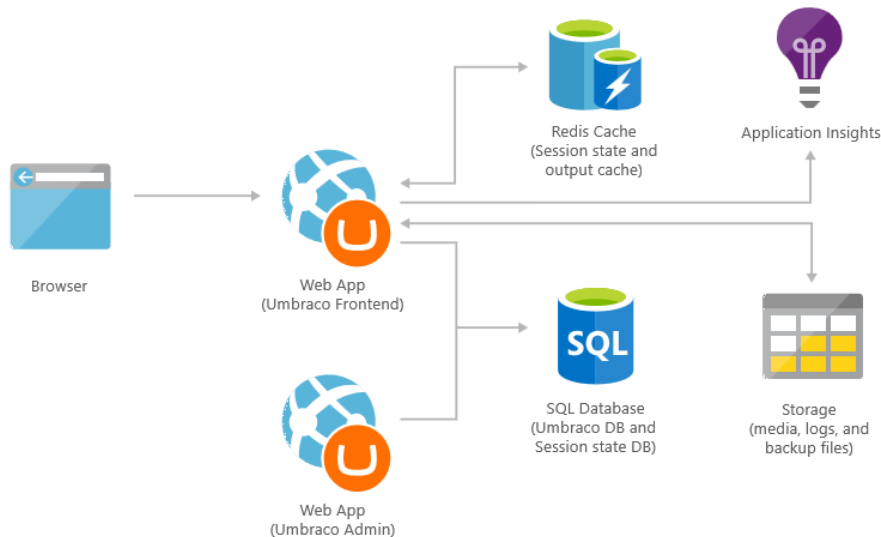 Redis Cache
(Session state and
output cache)
Application Insights
Browser
Web App
(Umbraco Frontend)
SQL
SQL Database
(Umbraco DB and
Session state DB)
Storage
(media, logs, and
backup files)
Web App
(Umbraco Admin)